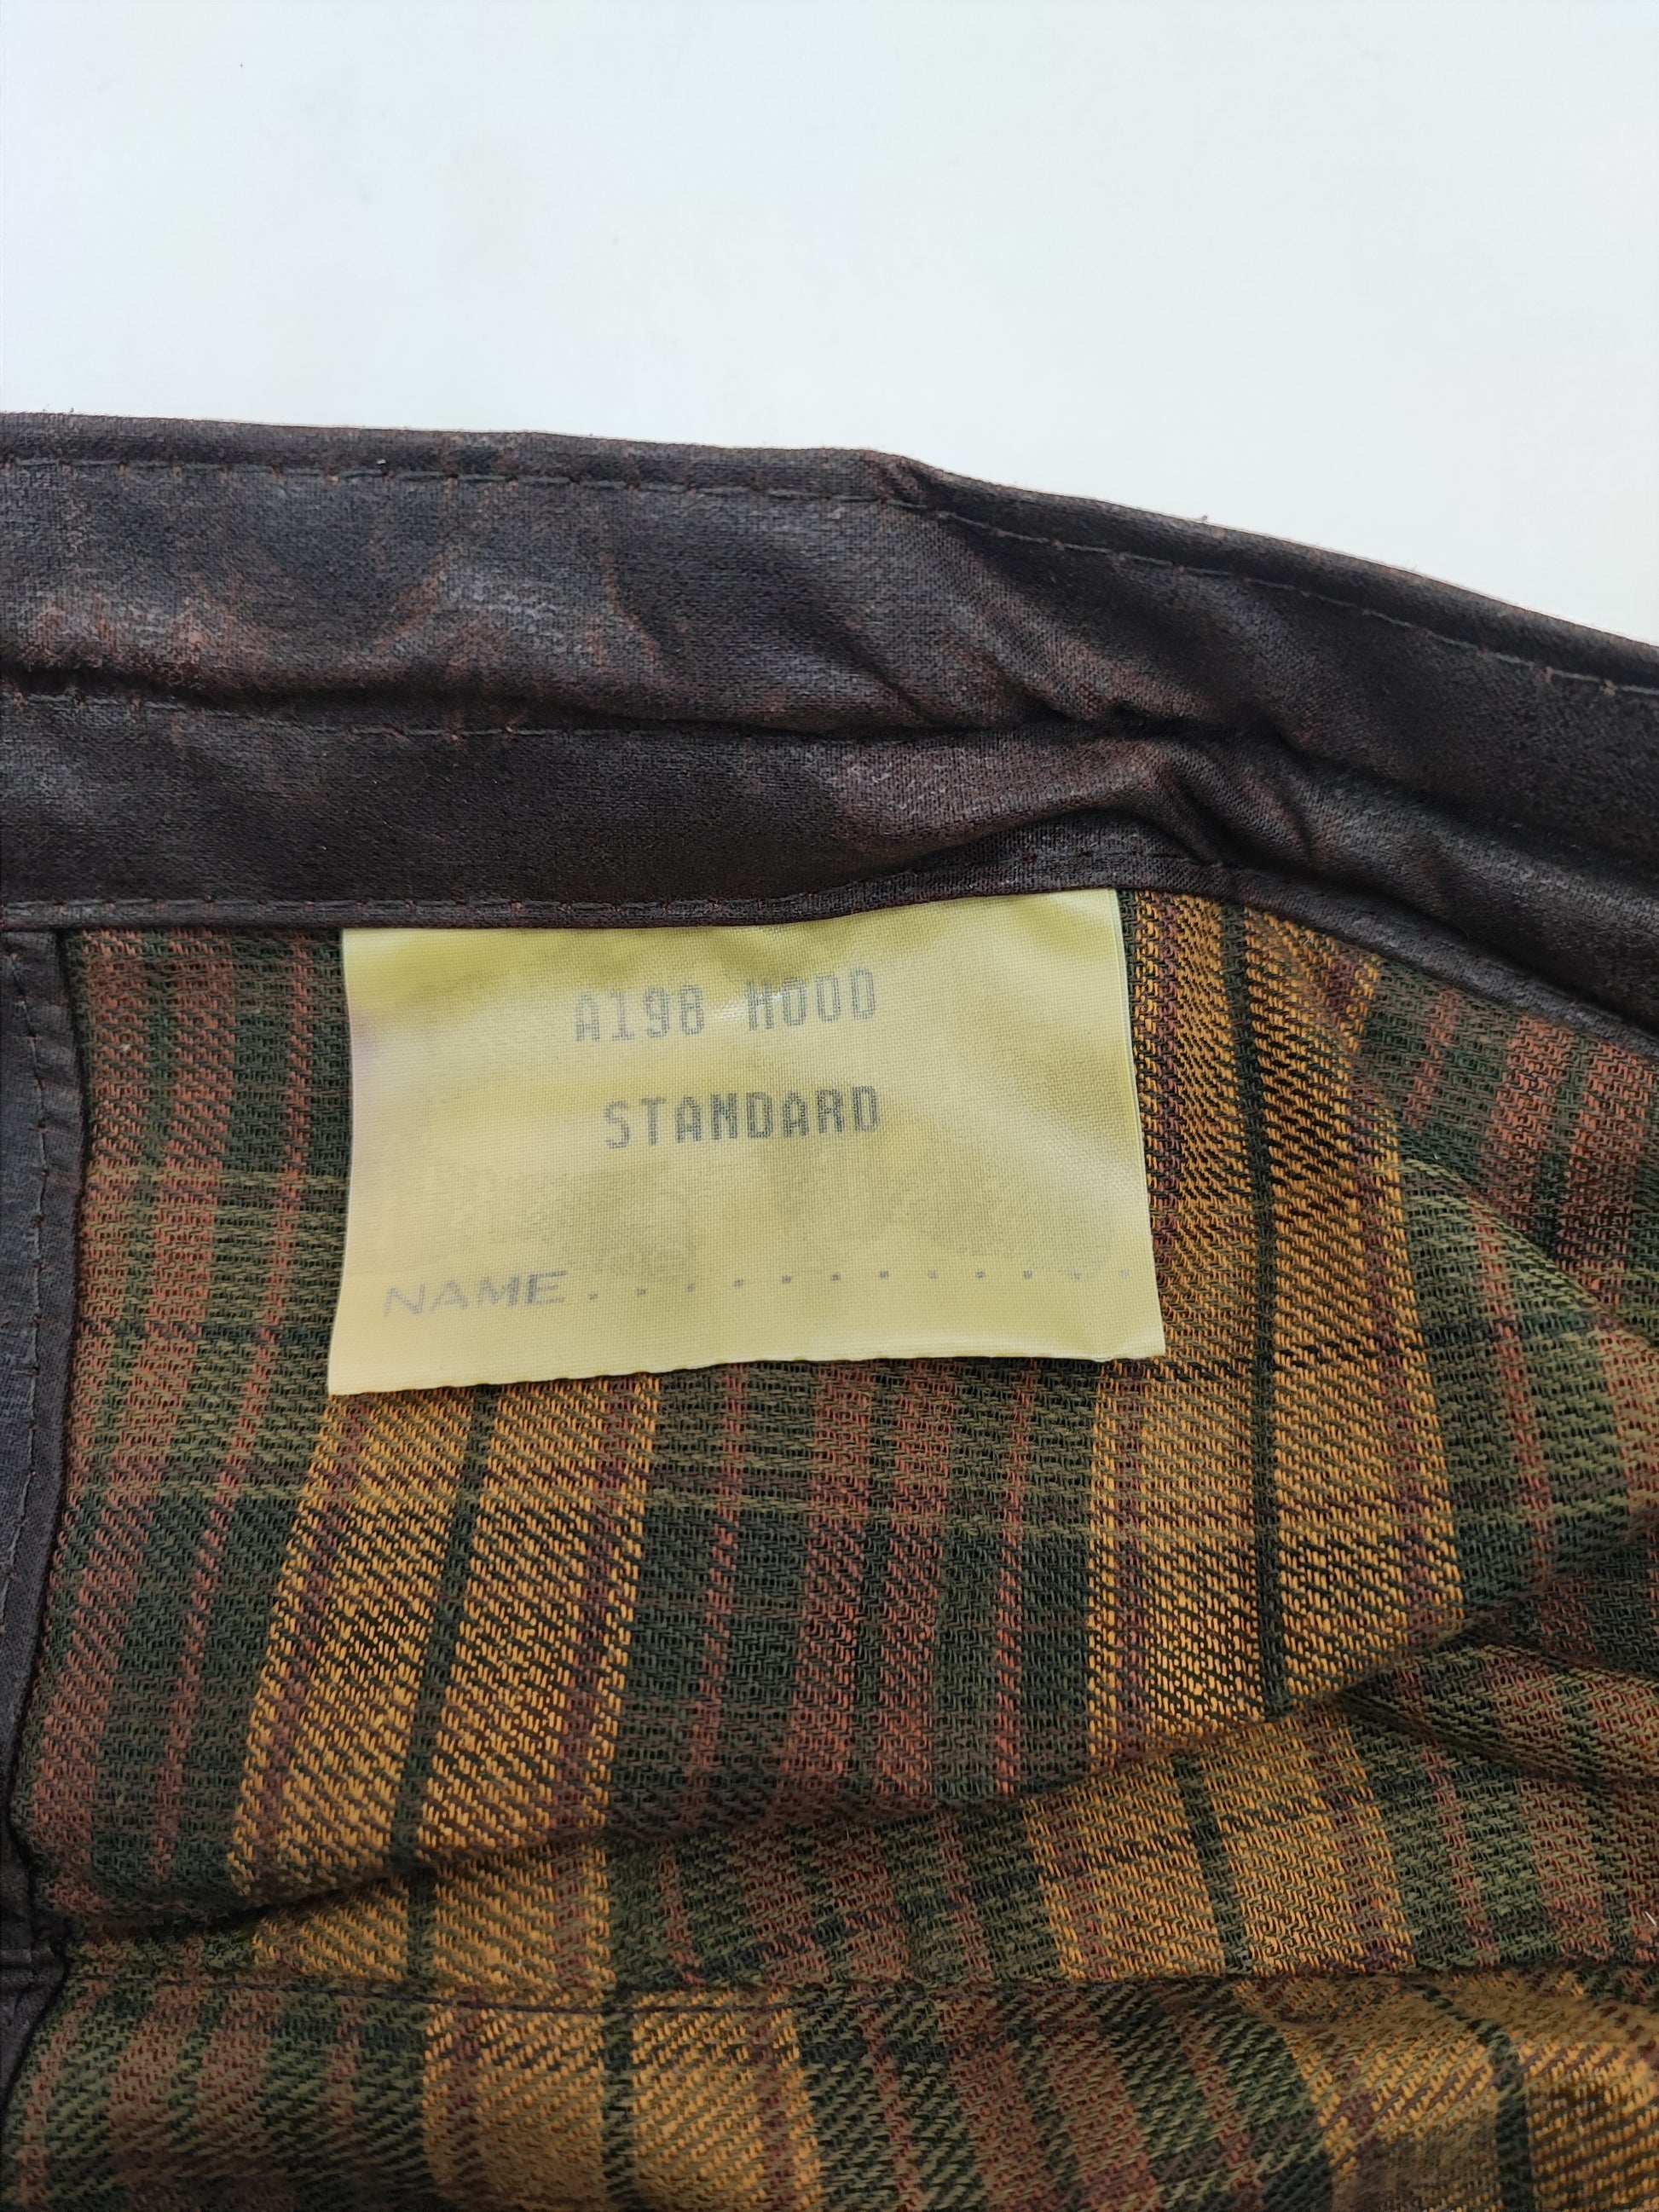 A198 HOOD
STANDARD
NAME............